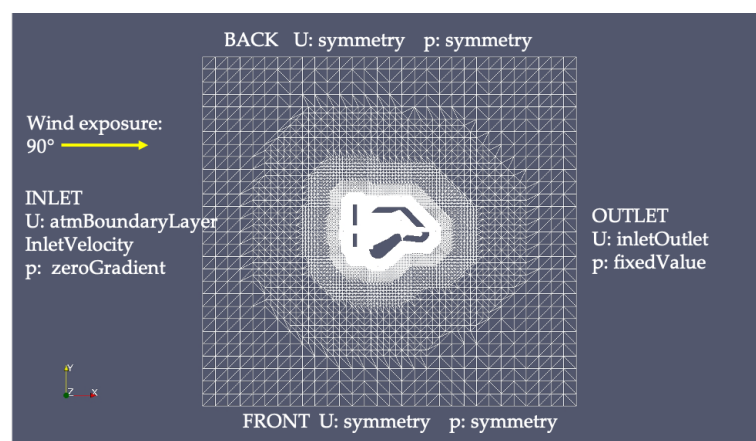 BACK U: symmetry p: symmetry
Wind exposure:
90°
INLET
U: atmBoundaryLayer
InletVelocity
p: zeroGradient
OUTLET
U: inletOutlet
p: fixedValue
Y
Z X
FRONT U: symmetry p: symmetry